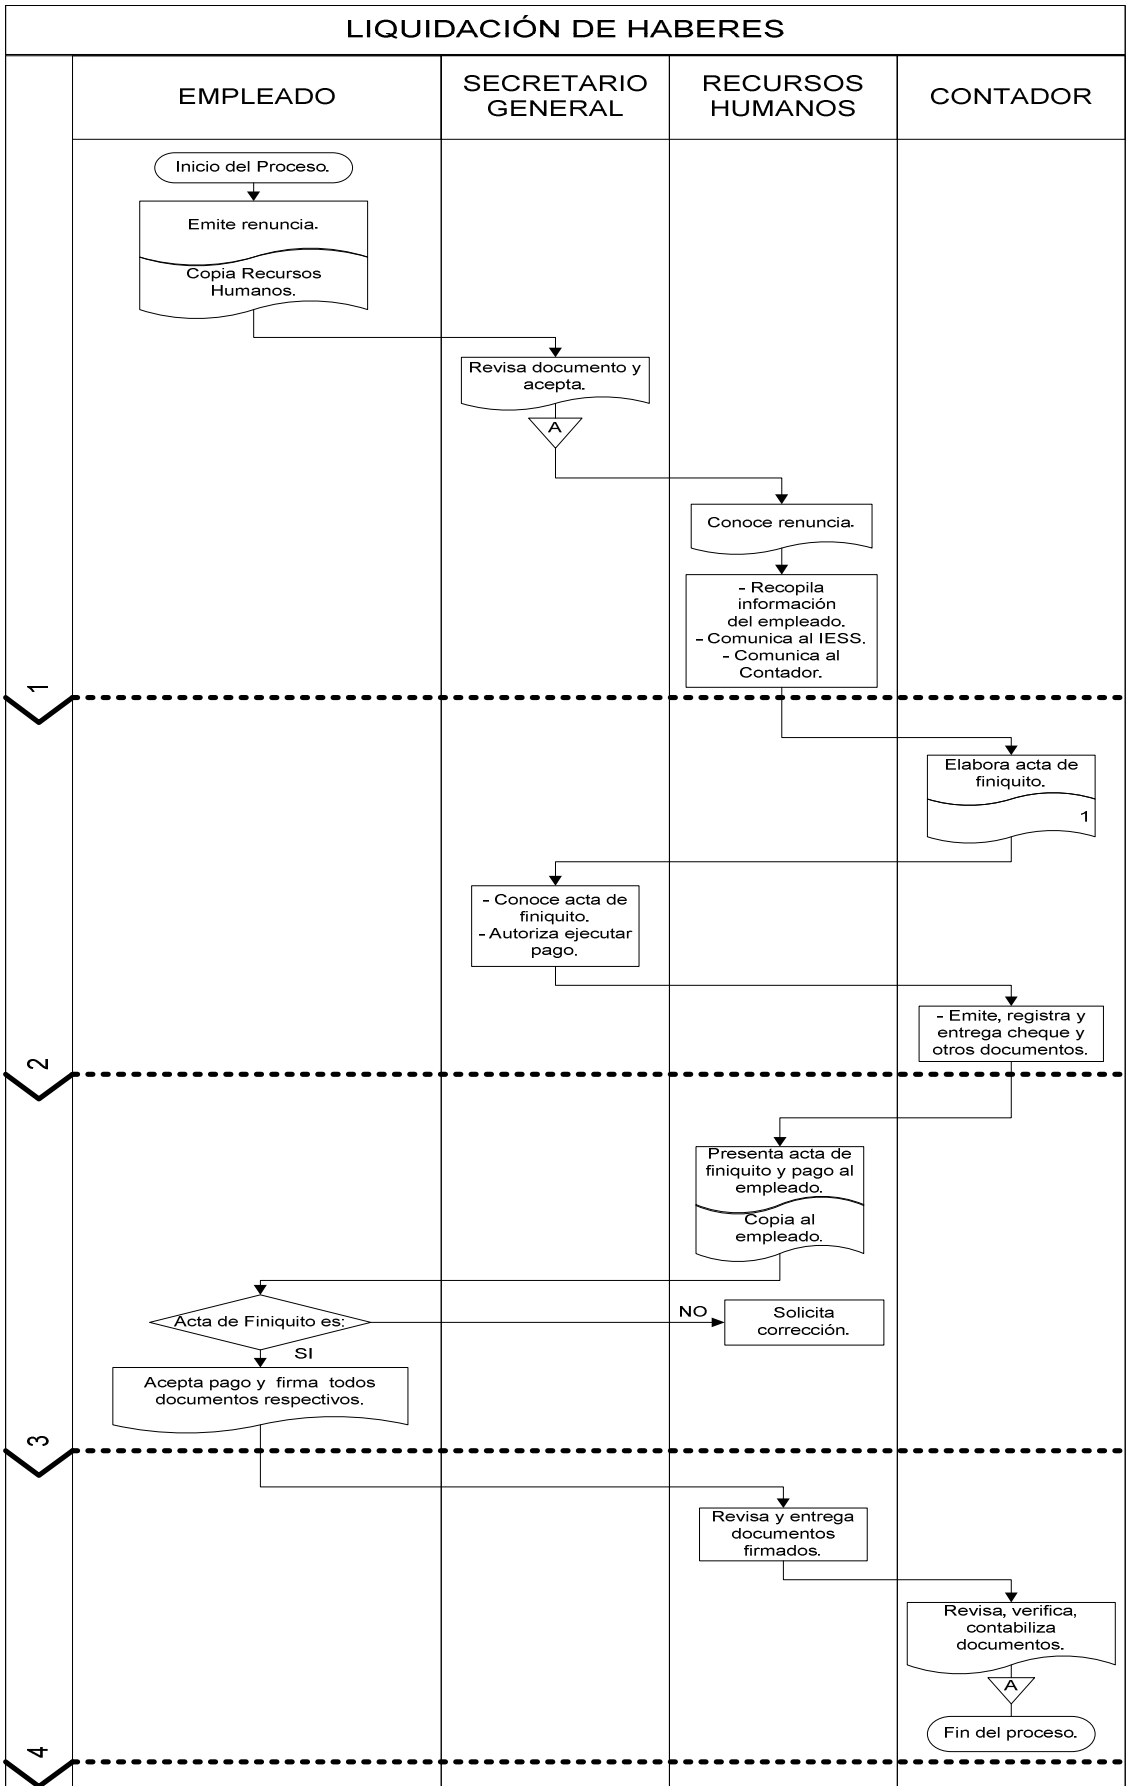 LIQUIDACIÓN DE HABERES
EMPLEADO
SECRETARIO
GENERAL
RECURSOS
HUMANOS
CONTADOR
Inicio del Proceso.
Emite renuncia.
Copia Recursos
Humanos.
Revisa documento y
acepta.
A
Conoce renuncia.
- Recopila
información
del empleado.
- Comunica al IESS.
- Comunica al
Contador.
1
Elabora acta de
finiquito.
1
- Conoce acta de
finiquito.
- Autoriza ejecutar
pago.
- Emite, registra y
entrega cheque y
otros documentos.
2
Presenta acta de
finiquito y pago al
empleado.
Copia al
empleado.
Acta de Finiquito es:
NO
Solicita
corrección.
SI
Acepta pago y firma todos
documentos respectivos.
3
Revisa y entrega
documentos
firmados.
Revisa, verifica,
contabiliza
documentos.
A
Fin del proceso.
4